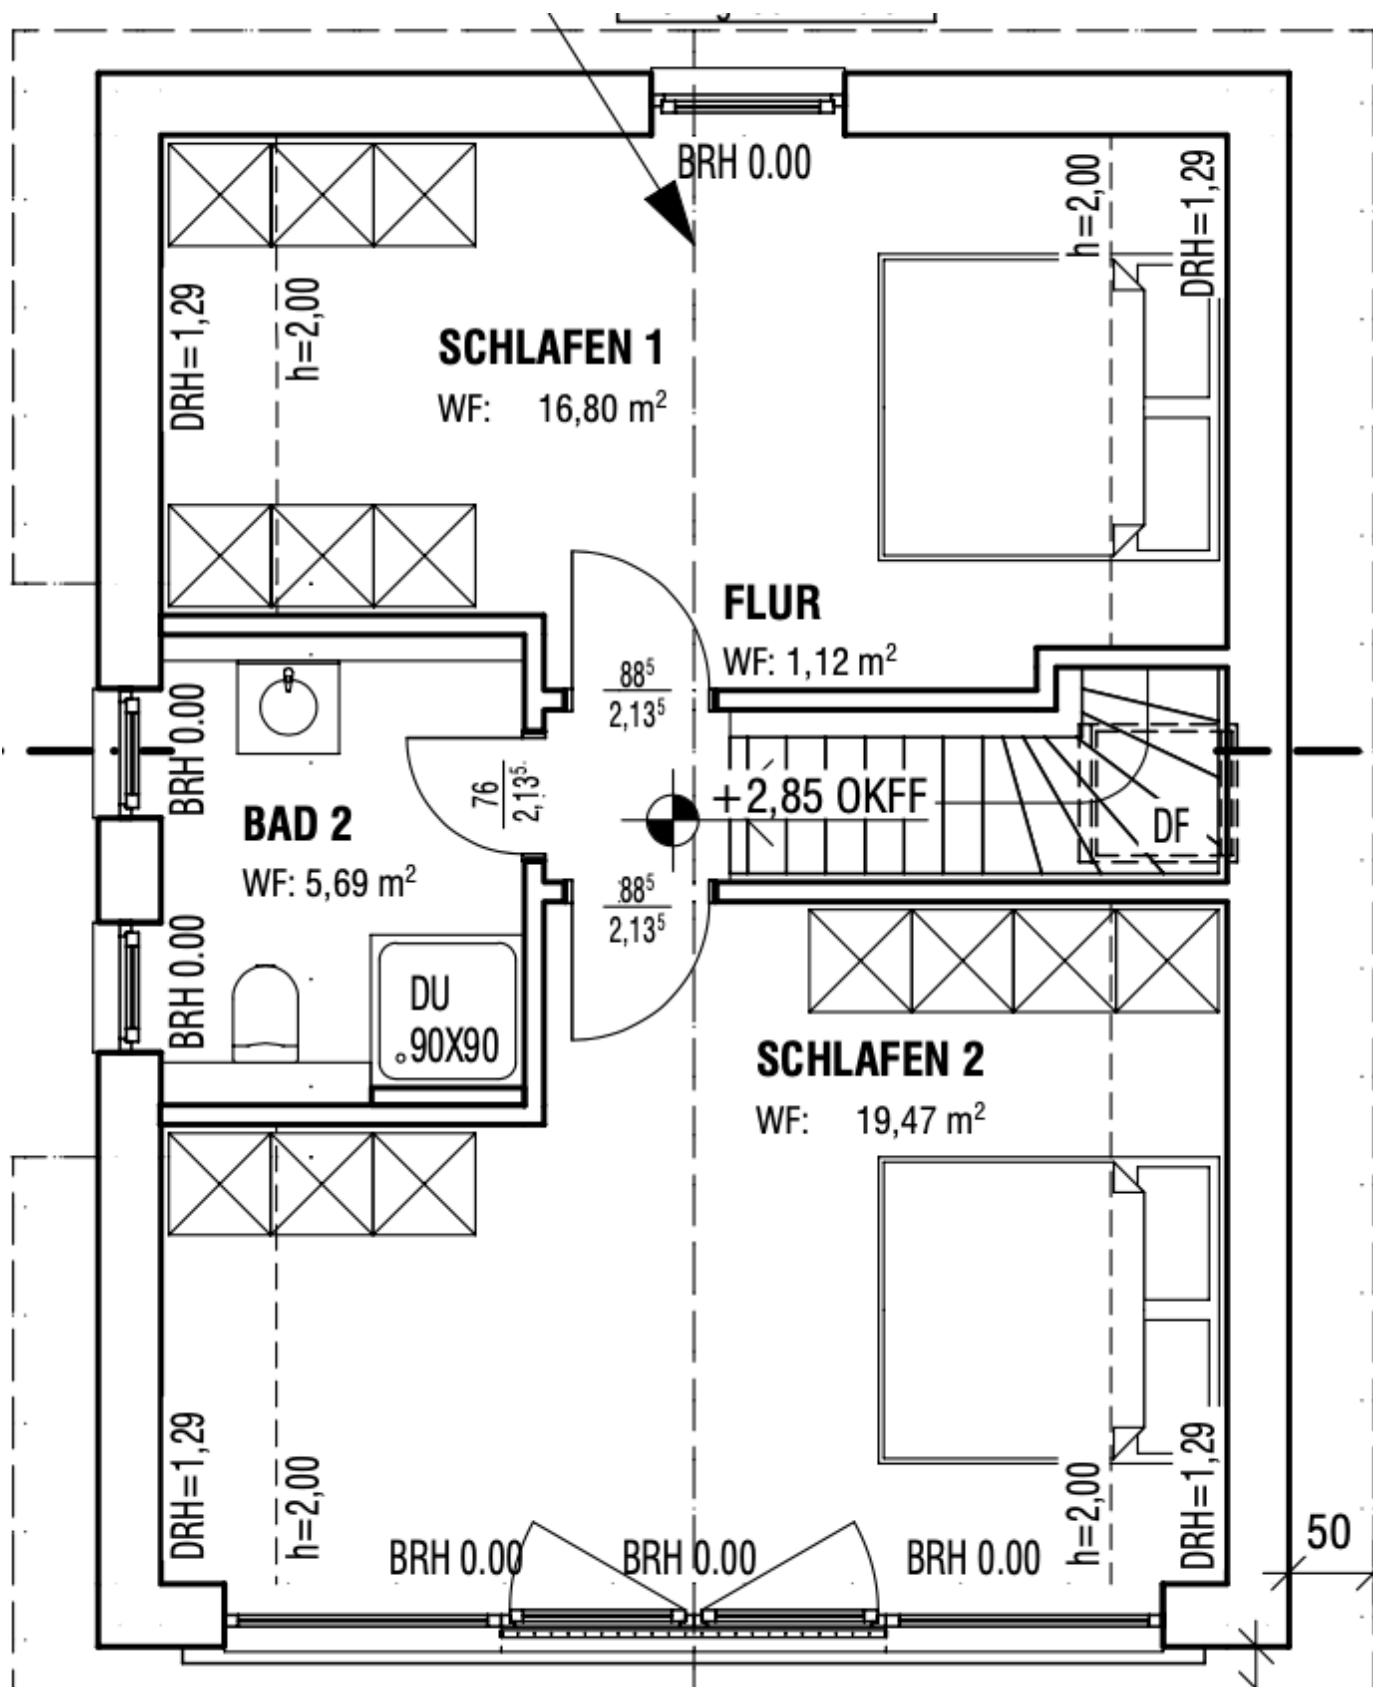 BRH 0.00
h=2,00
DRH=1,29
DRH=1,29
h=2,00
SCHLAFEN 1
WF: 16,80 m²
FLUR
WF: 1,12 m²
88⁵
2,13⁵
BRH 0.00
76
2,13⁵
+2,85 OKFF
DF
BAD 2
WF: 5,69 m²
88⁵
2,13⁵
BRH 0.00
DU
90X90
SCHLAFEN 2
WF: 19,47 m²
DRH=1,29
h=2,00
h=2,00
DRH=1,29
50
BRH 0.00
BRH 0.00
BRH 0.00